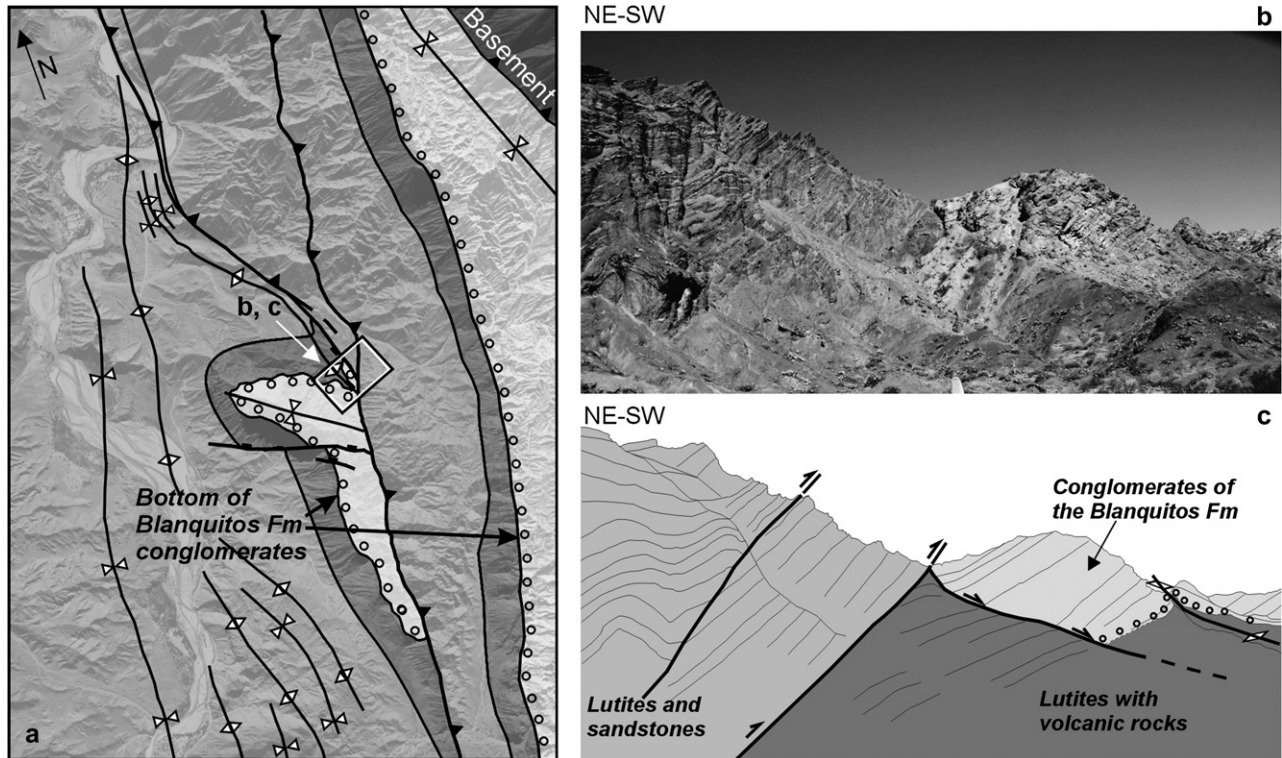 N
Basement
b, c
Bottom of
Blanquitos Fm
conglomerates
a
NE-SW
b
NE-SW
c
Conglomerates of
the Blanquitos Fm
Lutites and
sandstones
Lutites with
volcanic rocks